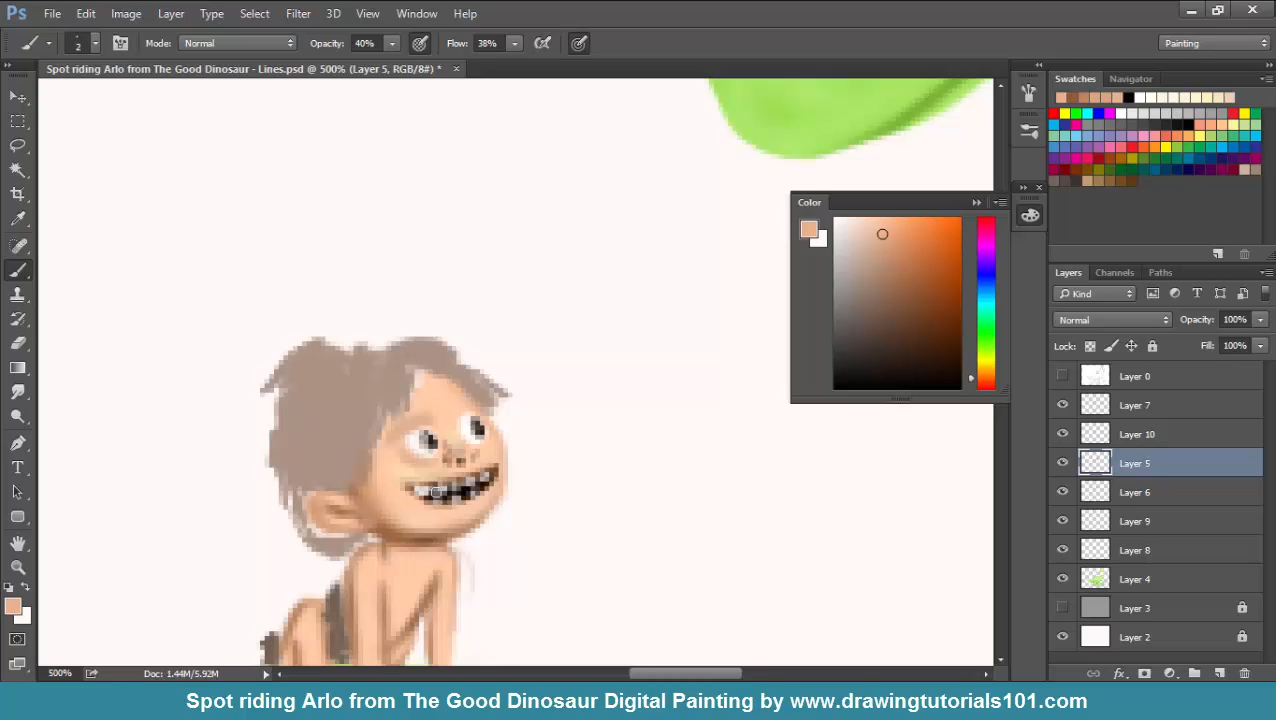 Ps File Edit Image Layer Type Select Filter 3D View Window Help
2 Mode: Normal Opacity: 40% Flow: 38% Painting
Spot riding Arlo from The Good Dinosaur - Lines.psd @ 500% (Layer 5, RGB/8#) *
Swatches Navigator
Color
Layers Channels Paths
Kind
Normal Opacity: 100%
Lock: Fill: 100%
Layer 0
Layer 7
Layer 10
Layer 5
Layer 6
Layer 9
Layer 8
Layer 4
Layer 3
Layer 2
500% Doc: 1.44M/5.92M
Spot riding Arlo from The Good Dinosaur Digital Painting by www.drawingtutorials101.com